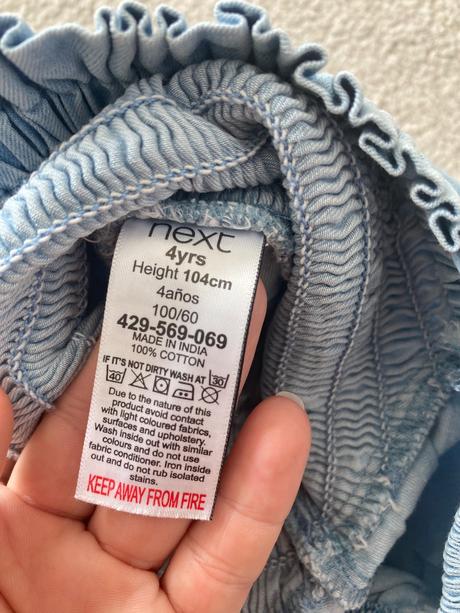 next
4yrs
Height 104cm
4años
100/60
429-569-069
MADE IN INDIA
100% COTTON
IF IT'S NOT DIRTY WASH AT 30
40
Due to the nature of this
product avoid contact
with light coloured fabrics,
surfaces and upholstery.
Wash inside out with similar
colours and do not use
fabric conditioner. Iron inside
out and do not rub isolated
stains.
KEEP AWAY FROM FIRE